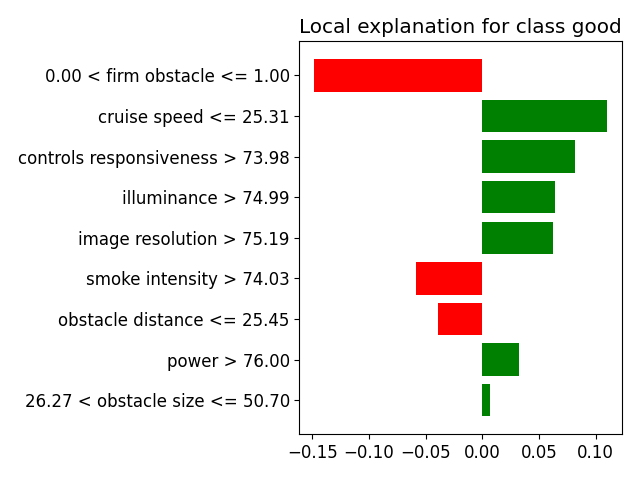 Local explanation for class good
0.00 < firm obstacle <= 1.00
cruise speed <= 25.31
controls responsiveness > 73.98
illuminance > 74.99
image resolution > 75.19
smoke intensity > 74.03
obstacle distance <= 25.45
power > 76.00
26.27 < obstacle size <= 50.70
−0.15 −0.10 −0.05 0.00 0.05 0.10